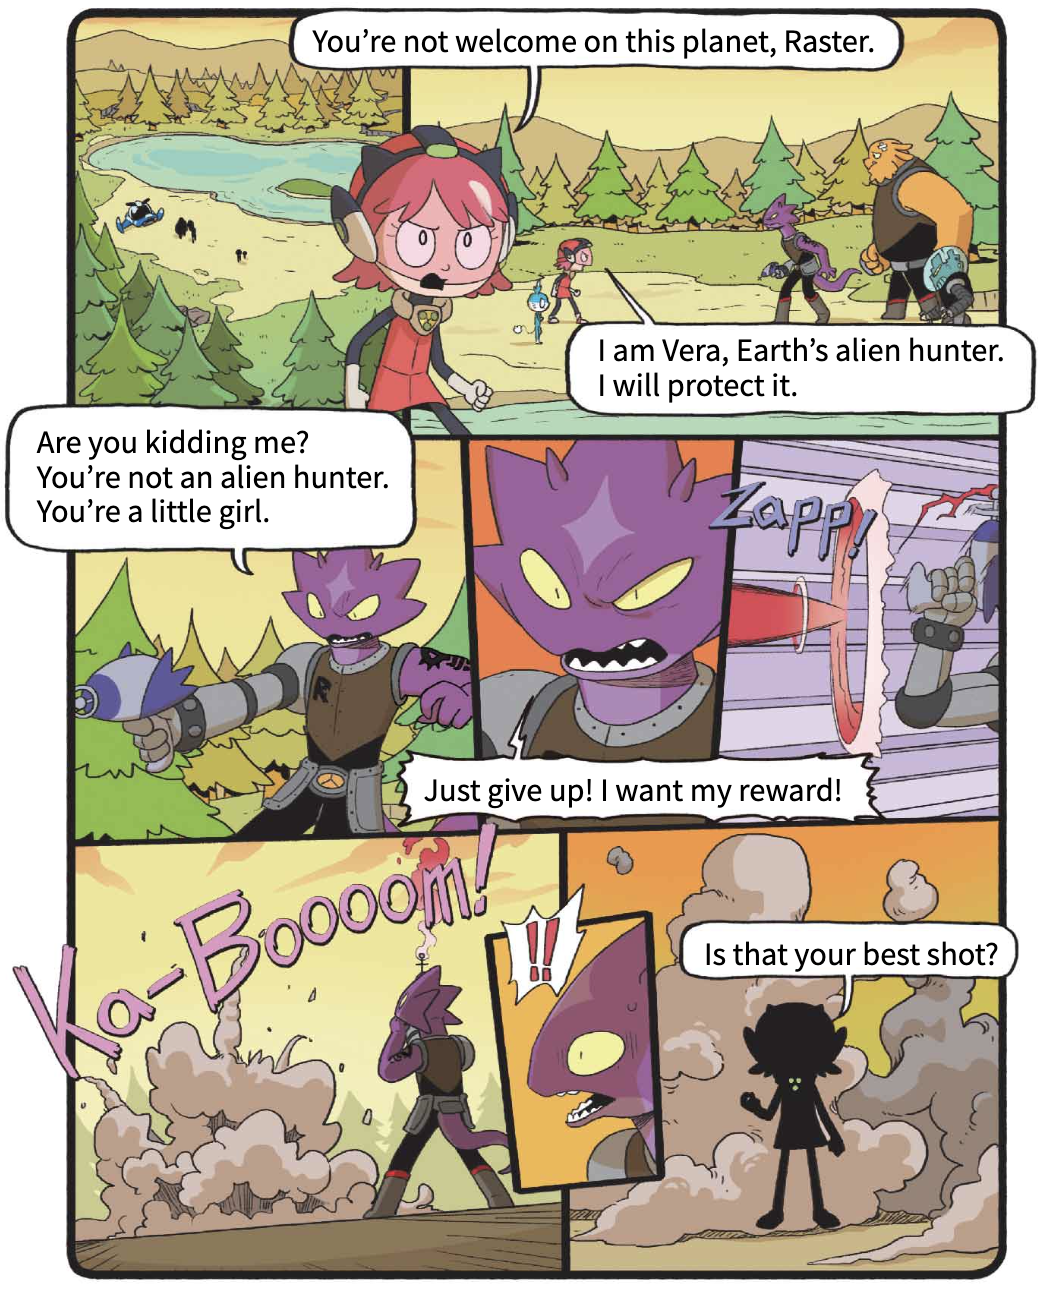 You're not welcome on this planet, Raster.
I am Vera, Earth's alien hunter.
I will protect it.
Are you kidding me?
You're not an alien hunter.
You're a little girl.
R
Zapp!
Just give up! I want my reward!
Ka-Boooom!
!!
Is that your best shot?